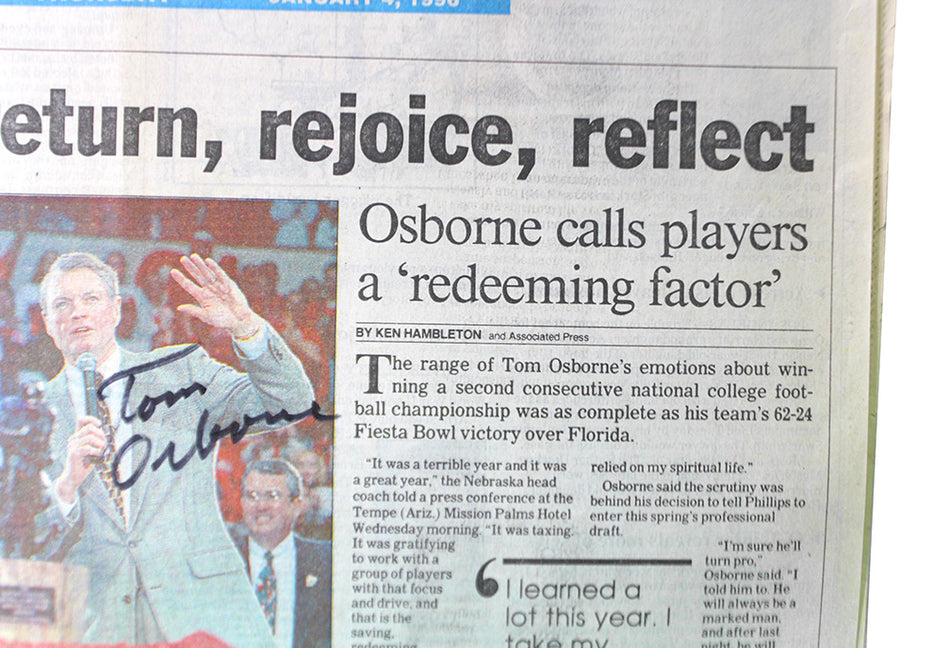 JANUARY 4, 1996
eturn, rejoice, reflect
Osborne calls players
a ‘redeeming factor’
BY KEN HAMBLETON and Associated Press
The range of Tom Osborne's emotions about win-
ning a second consecutive national college foot-
ball championship was as complete as his team's 62-24
Fiesta Bowl victory over Florida.
“It was a terrible year and it was
a great year,” the Nebraska head
coach told a press conference at the
Tempe (Ariz.) Mission Palms Hotel
Wednesday morning. “It was taxing.
It was gratifying
to work with a
group of players
with that focus
and drive, and
that is the
saving,
redeeming
relied on my spiritual life.”
Osborne said the scrutiny was
behind his decision to tell Phillips to
enter this spring's professional
draft.
“I'm sure he'll
turn pro,”
Osborne said. “I
told him to. He
will always be a
marked man,
and after last
night, he will
‘I learned a
lot this year. I
take my
Tom
Osborne